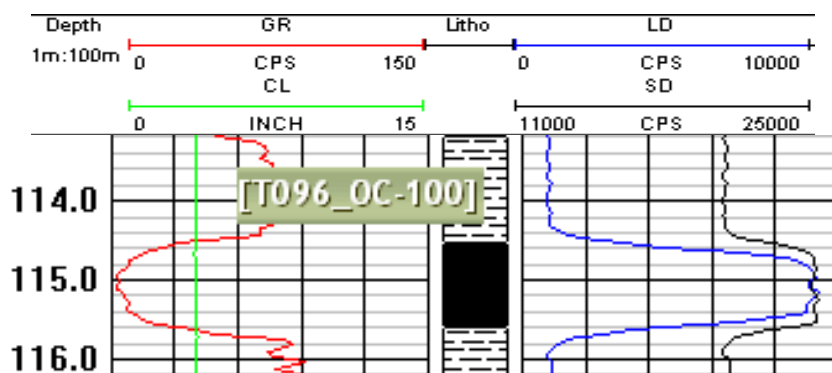 Depth GR Litho LD
1m:100m 0 CPS 150 0 CPS 10000
CL SD
0 INCH 15 11000 CPS 25000
[T096_OC-100]
114.0
115.0
116.0